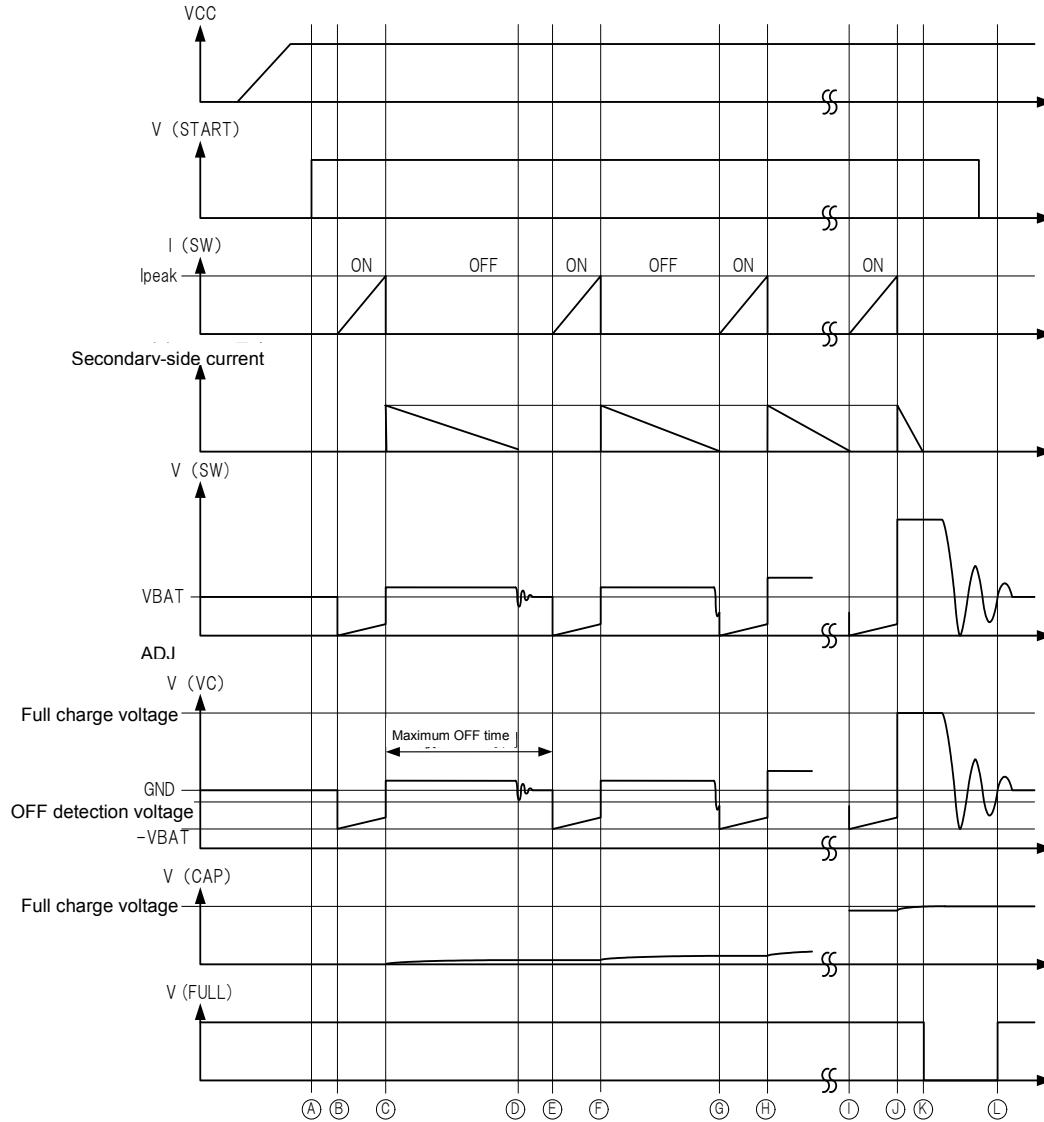 VCC
V (START)
I (SW)
Ipeak
ON OFF ON OFF ON ON
Secondary-side current
V (SW)
VBAT
ADJ
V (VC)
Full charge voltage
Maximum OFF time
GND
OFF detection voltage
-VBAT
V (CAP)
Full charge voltage
V (FULL)
A B C D E F G H I J K L